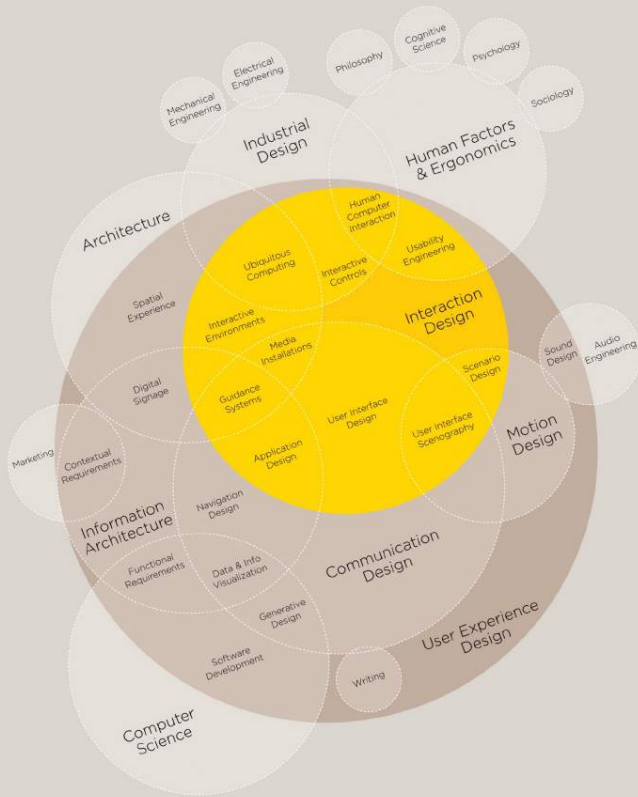 Electrical
Engineering
Mechanical
Engineering
Philosophy
Cognitive
Science
Psychology
Sociology
Industrial
Design
Human Factors
& Ergonomics
Architecture
Human
Computer
Interaction
Ubiquitous
Computing
Interactive
Controls
Usability
Engineering
Spatial
Experience
Interactive
Environments
Interaction
Design
Media
Installations
Sound
Design
Audio
Engineering
Digital
Signage
Guidance
Systems
Scenario
Design
User Interface
Design
User Interface
Scenography
Motion
Design
Marketing
Contextual
Requirements
Application
Design
Navigation
Design
Information
Architecture
Functional
Requirements
Data & Info
Visualization
Communication
Design
Generative
Design
User Experience
Design
Software
Development
Writing
Computer
Science